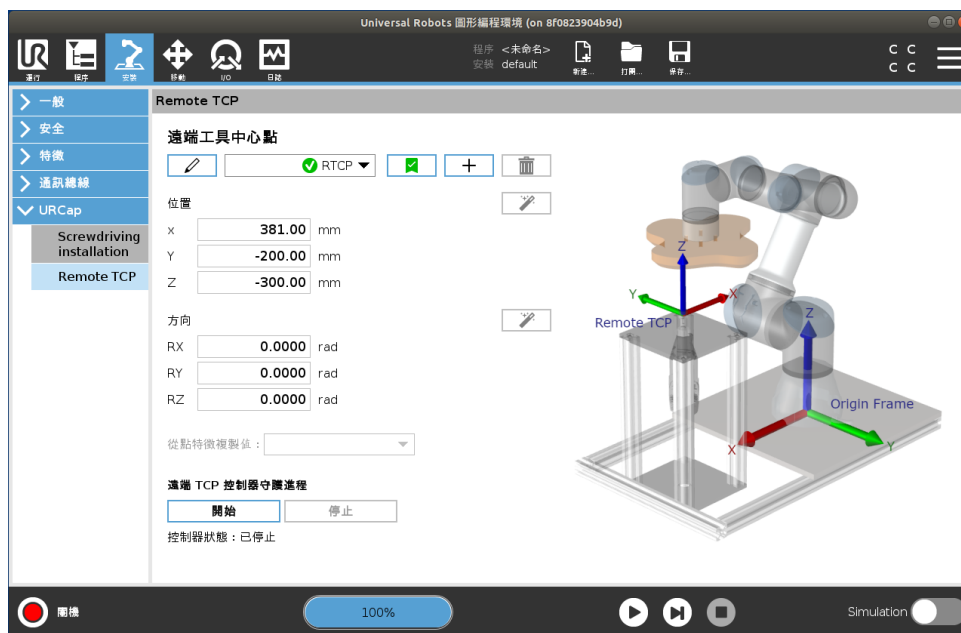 Universal Robots 圖形編程環境 (on 8f0823904b9d)
運行 程序 安裝 移動 I/O 日誌
程序 <未命名>
安裝 default
新建... 打開... 保存...
C C
C C
一般
安全
特徵
通訊總線
URCap
Screwdriving
installation
Remote TCP
Remote TCP
遠端工具中心點
RTCP
位置
X 381.00 mm
Y -200.00 mm
Z -300.00 mm
方向
RX 0.0000 rad
RY 0.0000 rad
RZ 0.0000 rad
從點特徵複製值：
遠端 TCP 控制器守護進程
開始 停止
控制器狀態：已停止
Z
Y X
Remote TCP
Z
Origin Frame
X Y
關機
100%
Simulation